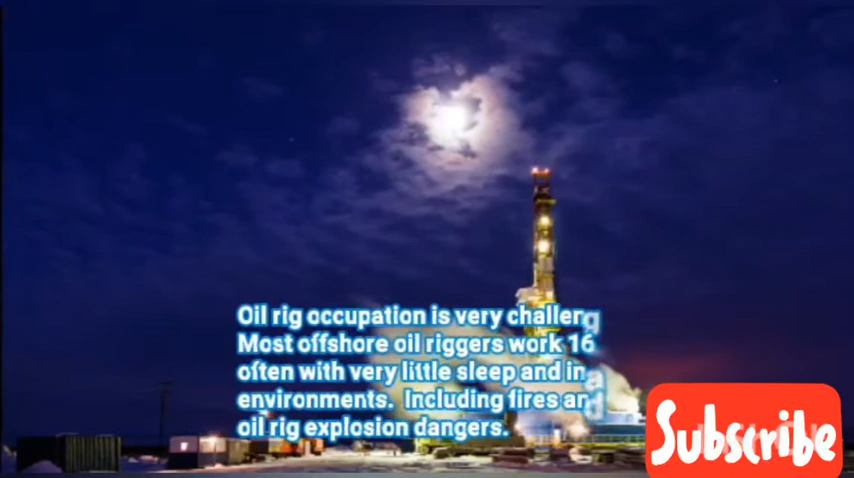 Oil rig occupation is very challeng
Most offshore oil riggers work 16
often with very little sleep and in a
environments. Including fires and
oil rig explosion dangers.
Subscribe